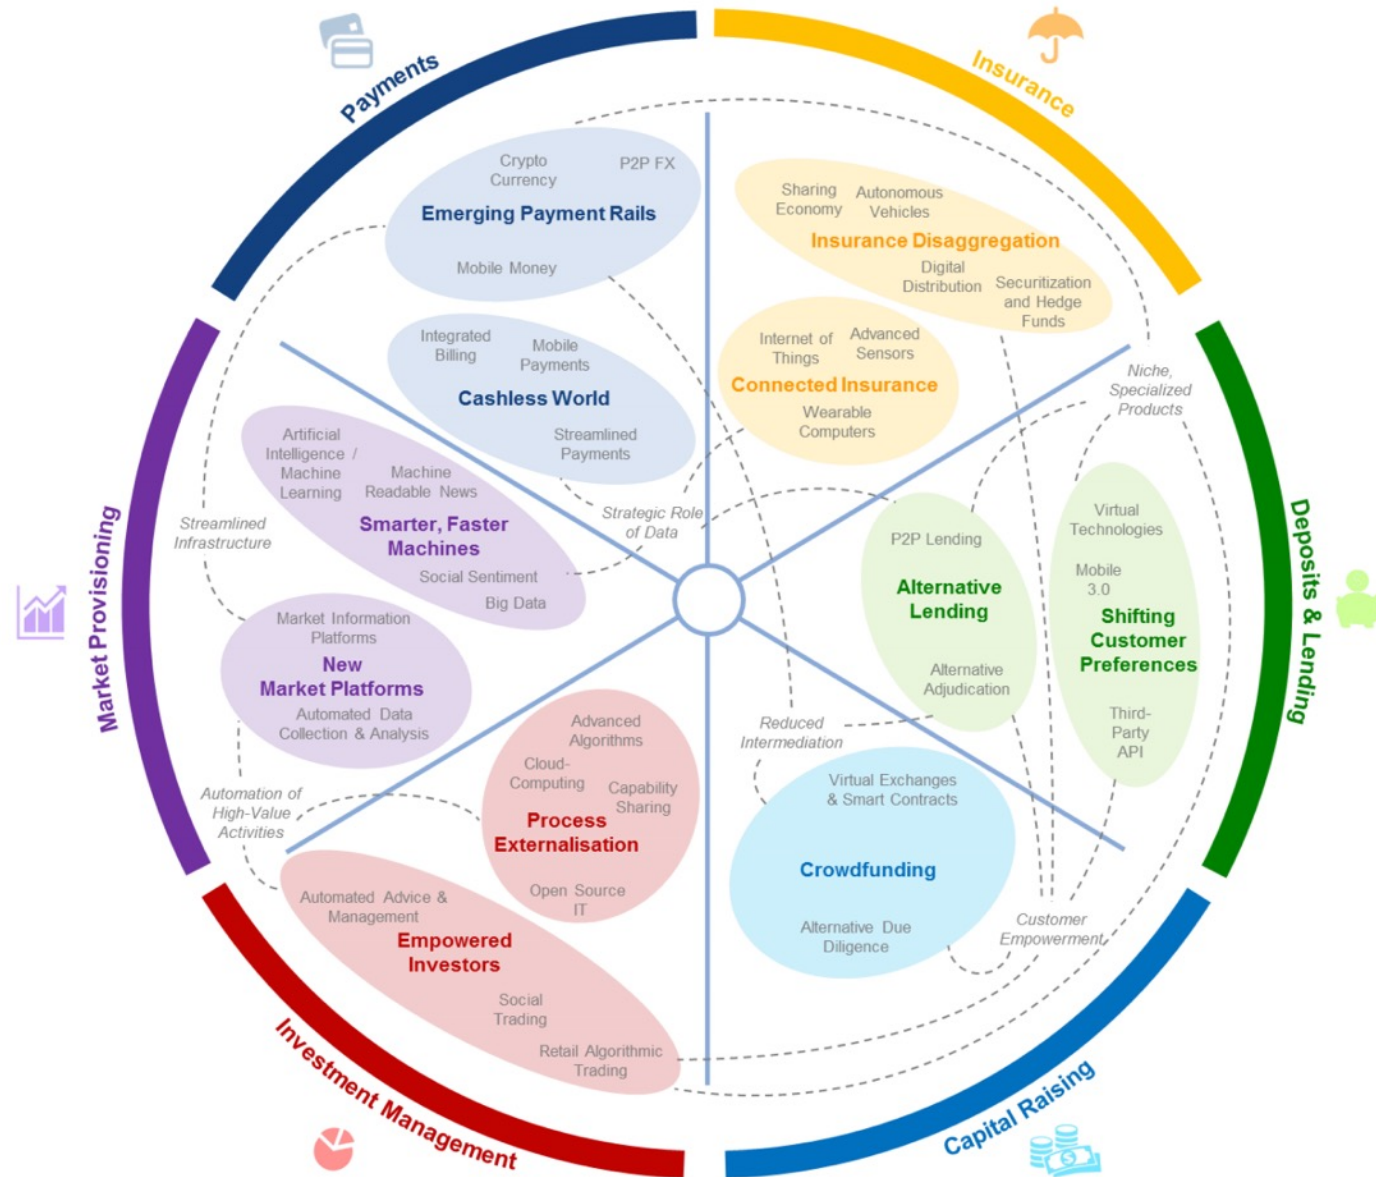 Payments
Crypto
Currency
P2P FX
Emerging Payment Rails
Mobile Money
Integrated
Billing
Mobile
Payments
Cashless World
Streamlined
Payments
Insurance
Sharing
Economy
Autonomous
Vehicles
Insurance Disaggregation
Digital
Distribution
Securitization
and Hedge
Funds
Internet of
Things
Advanced
Sensors
Connected Insurance
Wearable
Computers
Niche,
Specialized
Products
Deposits & Lending
P2P Lending
Alternative
Lending
Alternative
Adjudication
Virtual
Technologies
Mobile
3.0
Shifting
Customer
Preferences
Third-
Party
API
Strategic Role
of Data
Market Provisioning
Artificial
Intelligence /
Machine
Learning
Machine
Readable News
Smarter, Faster
Machines
Social Sentiment
Big Data
Streamlined
Infrastructure
Market Information
Platforms
New
Market Platforms
Automated Data
Collection & Analysis
Automation of
High-Value
Activities
Investment Management
Advanced
Algorithms
Cloud-
Computing
Capability
Sharing
Process
Externalisation
Open Source
IT
Automated Advice &
Management
Empowered
Investors
Social
Trading
Retail Algorithmic
Trading
Reduced
Intermediation
Capital Raising
Virtual Exchanges
& Smart Contracts
Crowdfunding
Alternative Due
Diligence
Customer
Empowerment
$